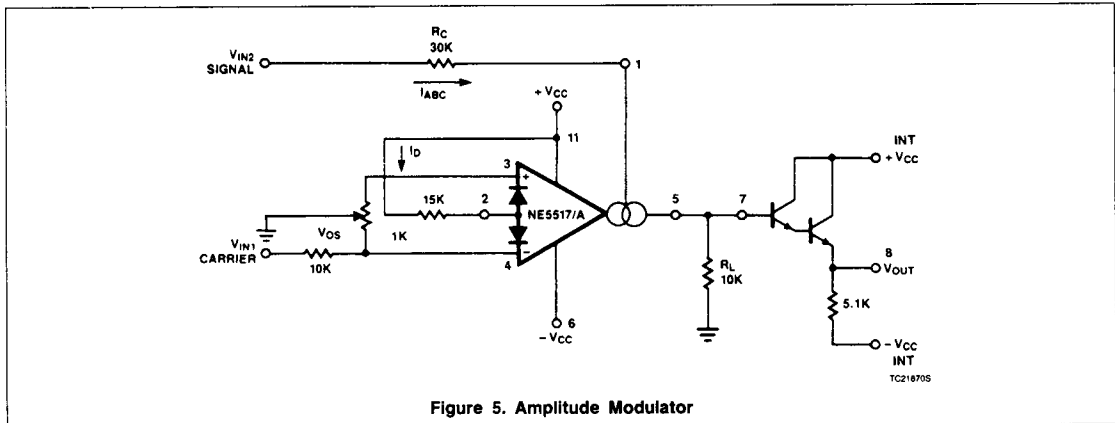 VIN2
SIGNAL
RC
30K
IABC
1
+ VCC
11
ID
3
+
15K
2
NE5517/A
5
7
INT
+ VCC
VOS
1K
VIN1
CARRIER
10K
4
−
RL
10K
8
VOUT
5.1K
6
− VCC
− VCC
INT
TC21870S
Figure 5. Amplitude Modulator